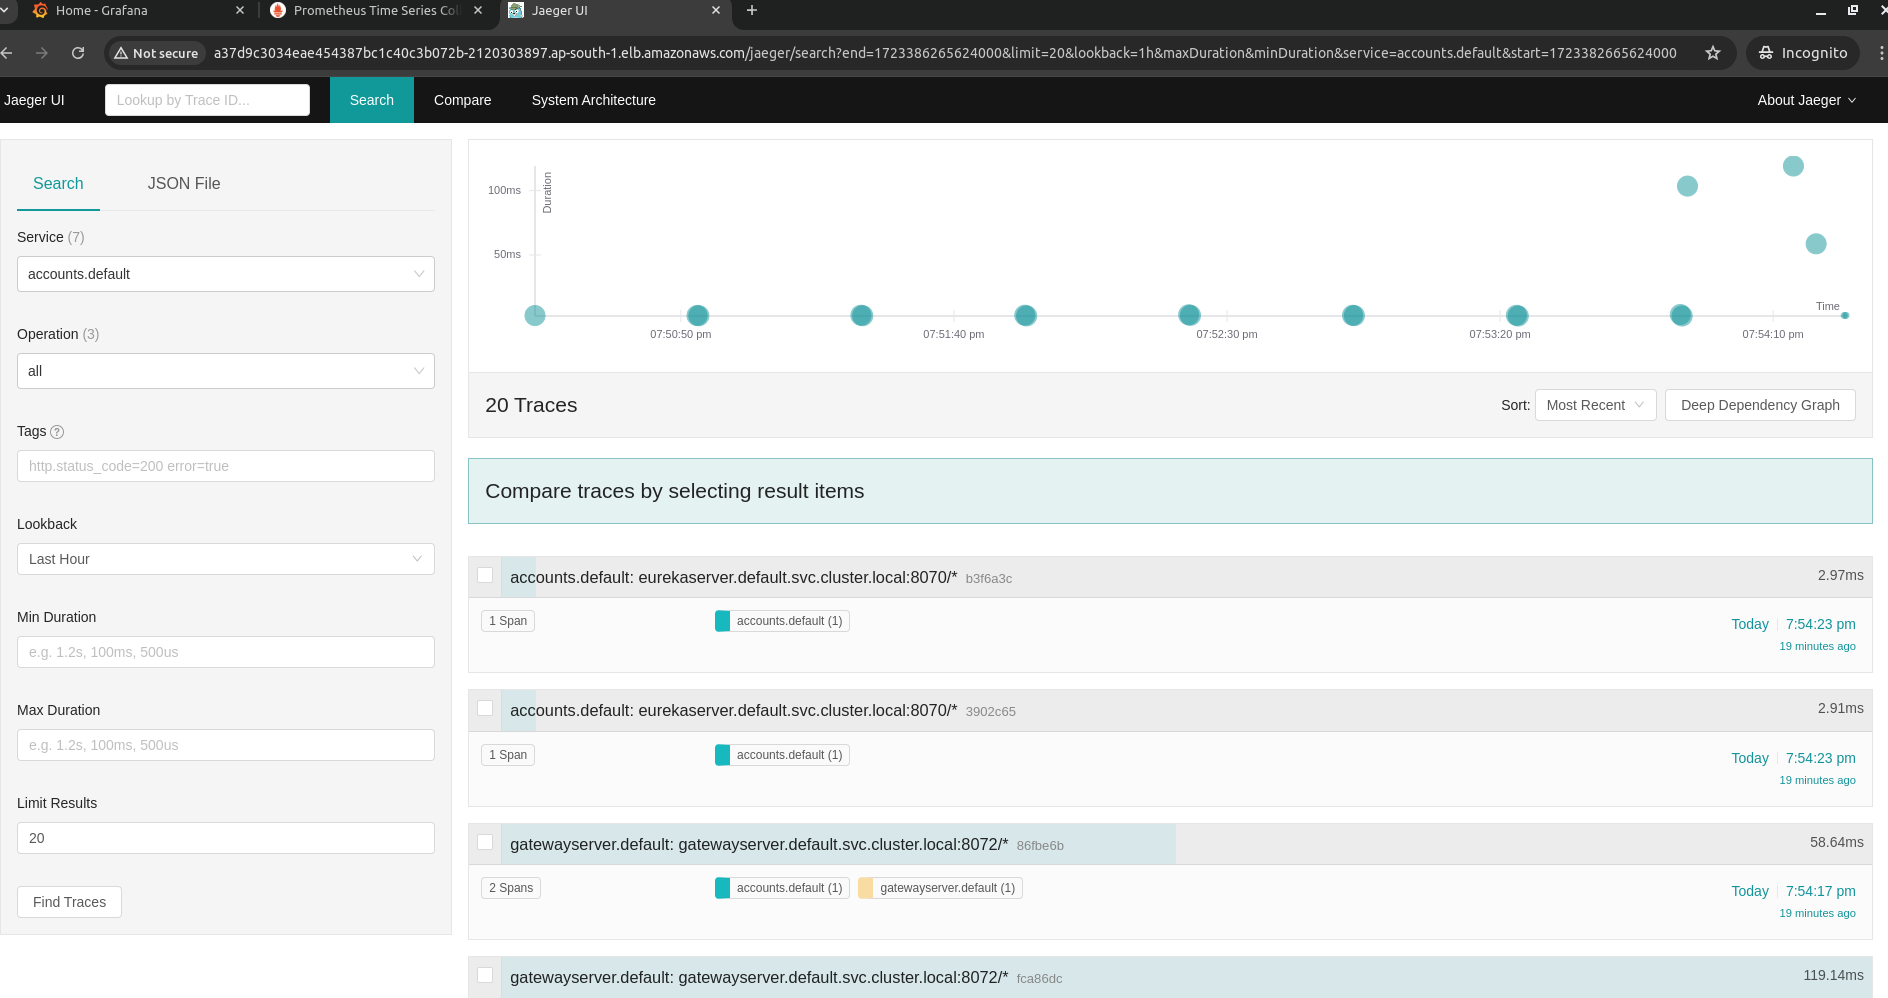 Home - Grafana
Prometheus Time Series Col
Jaeger UI
Not secure
a37d9c3034eae454387bc1c40c3b072b-2120303897.ap-south-1.elb.amazonaws.com/jaeger/search?end=1723386265624000&limit=20&lookback=1h&maxDuration&minDuration&service=accounts.default&start=1723382665624000
Incognito
Jaeger UI
Lookup by Trace ID...
Search
Compare
System Architecture
About Jaeger
Search
JSON File
Service (7)
accounts.default
Operation (3)
all
Tags ?
http.status_code=200 error=true
Lookback
Last Hour
Min Duration
e.g. 1.2s, 100ms, 500us
Max Duration
e.g. 1.2s, 100ms, 500us
Limit Results
20
Find Traces
Duration
100ms
50ms
Time
07:50:50 pm
07:51:40 pm
07:52:30 pm
07:53:20 pm
07:54:10 pm
20 Traces
Sort:
Most Recent
Deep Dependency Graph
Compare traces by selecting result items
accounts.default: eurekaserver.default.svc.cluster.local:8070/* b3f6a3c
2.97ms
1 Span
accounts.default (1)
Today
7:54:23 pm
19 minutes ago
accounts.default: eurekaserver.default.svc.cluster.local:8070/* 3902c65
2.91ms
1 Span
accounts.default (1)
Today
7:54:23 pm
19 minutes ago
gatewayserver.default: gatewayserver.default.svc.cluster.local:8072/* 86fbe6b
58.64ms
2 Spans
accounts.default (1)
gatewayserver.default (1)
Today
7:54:17 pm
19 minutes ago
gatewayserver.default: gatewayserver.default.svc.cluster.local:8072/* fca86dc
119.14ms